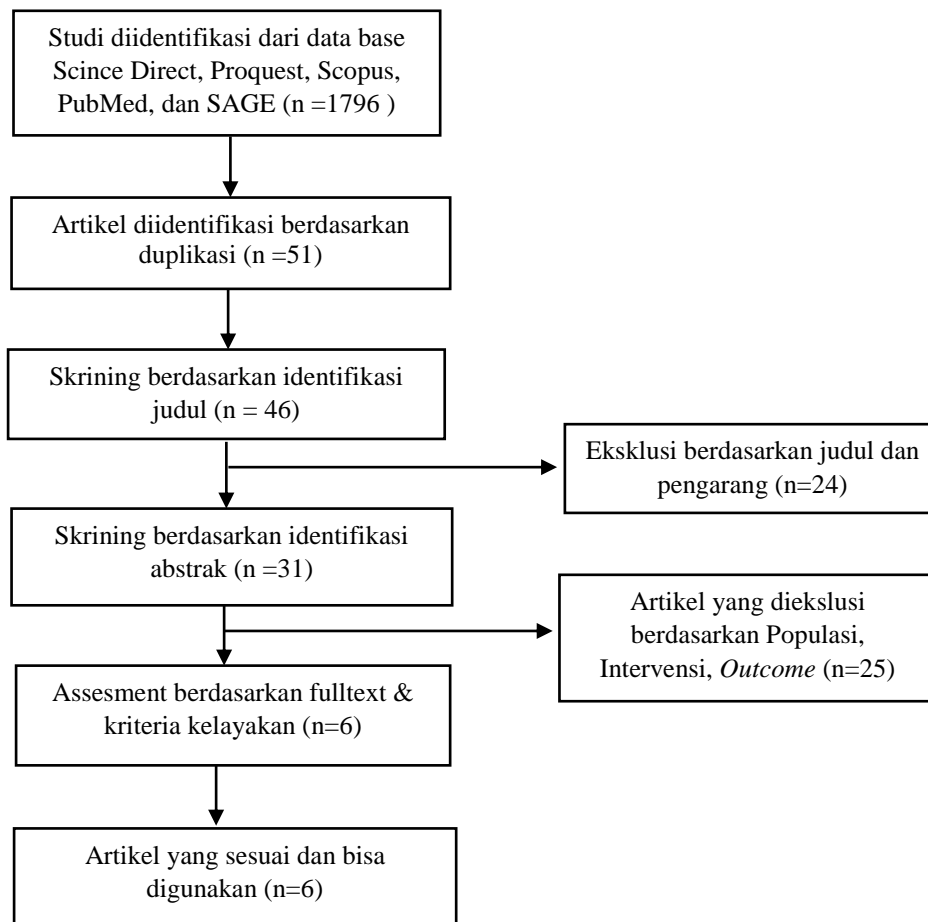 Studi diidentifikasi dari data base
Scince Direct, Proquest, Scopus,
PubMed, dan SAGE (n =1796 )
Artikel diidentifikasi berdasarkan
duplikasi (n =51)
Skrining berdasarkan identifikasi
judul (n = 46)
Eksklusi berdasarkan judul dan
pengarang (n=24)
Skrining berdasarkan identifikasi
abstrak (n =31)
Artikel yang diekslusi
berdasarkan Populasi,
Intervensi, Outcome (n=25)
Assesment berdasarkan fulltext &
kriteria kelayakan (n=6)
Artikel yang sesuai dan bisa
digunakan (n=6)